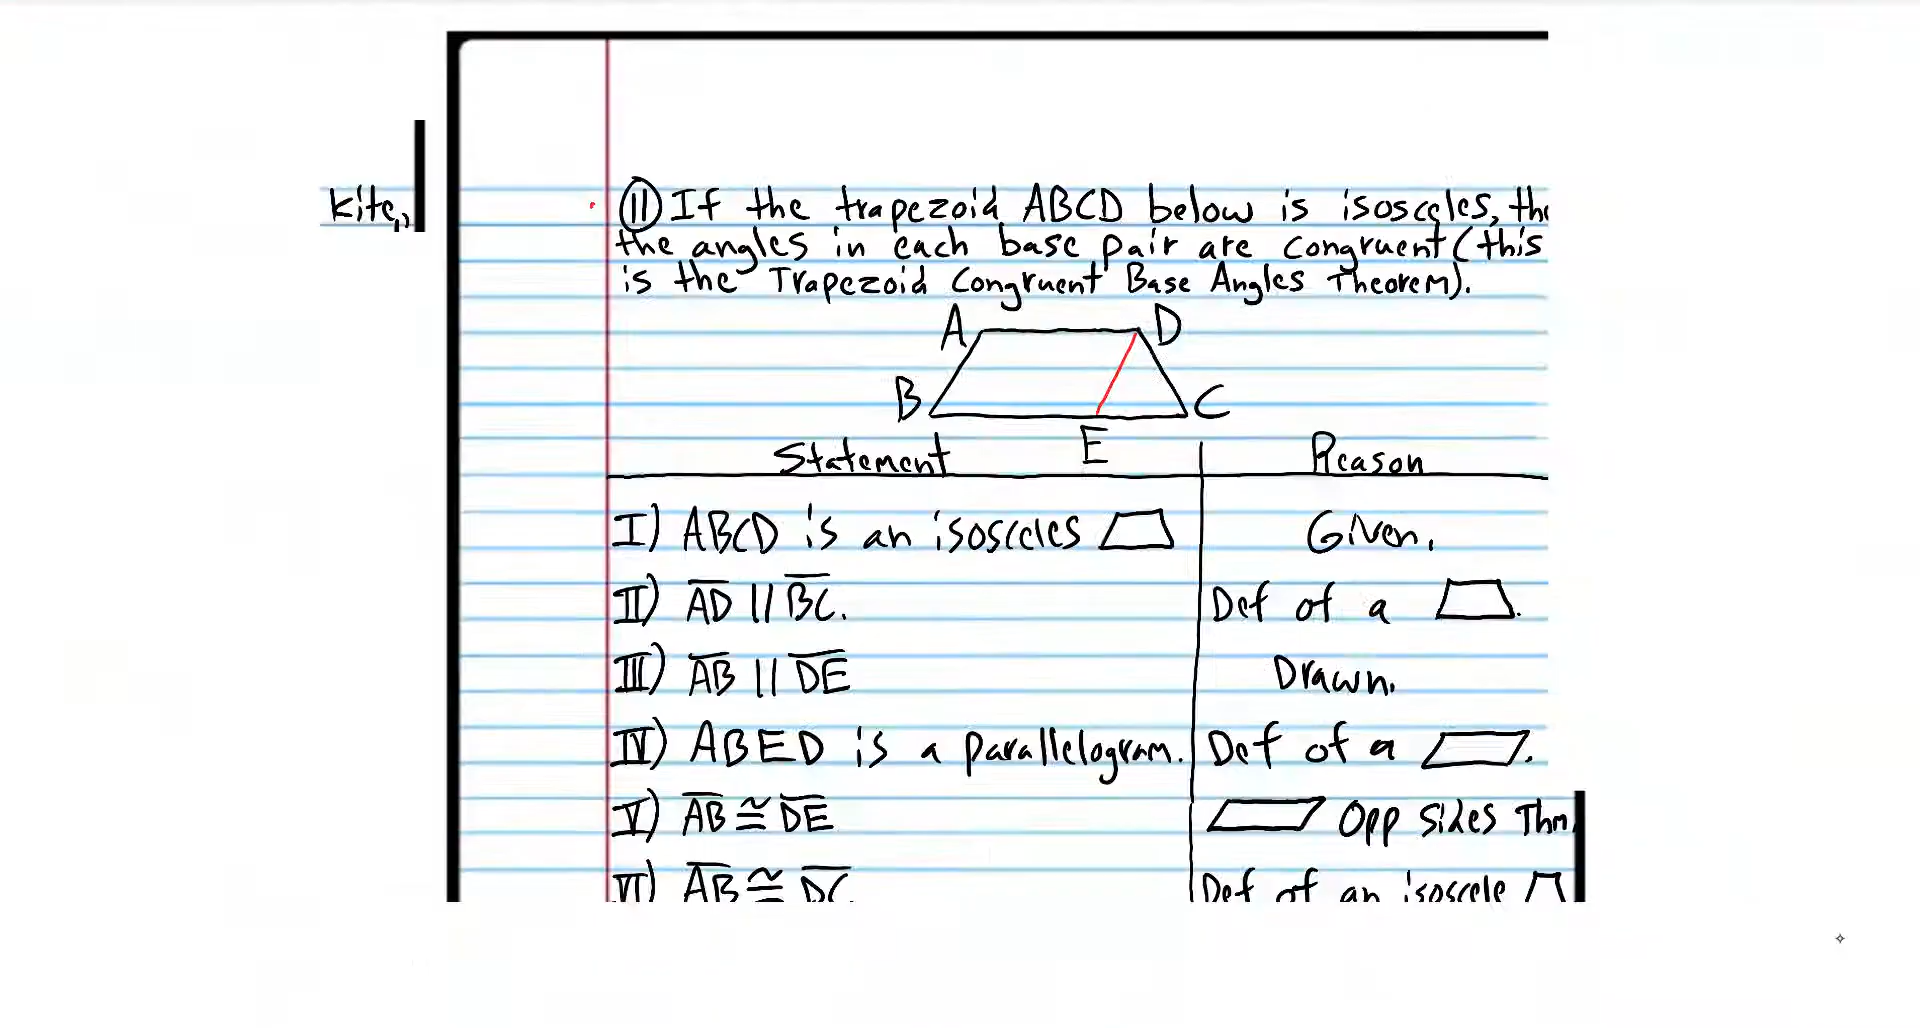 Kite,,
⑪ If the trapezoid ABCD below is isosceles, the
the angles in each base pair are congruent (this
is the Trapezoid Congruent Base Angles Theorem).
A D
B C
E
Statement Reason
I) ABCD is an isosceles Given.
II) AD || BC. Def of a
III) AB || DE Drawn.
IV) ABED is a parallelogram. Def of a
V) AB ≅ DE Opp sides Thm.
VI) AB ≅ DC Def of an isoscele